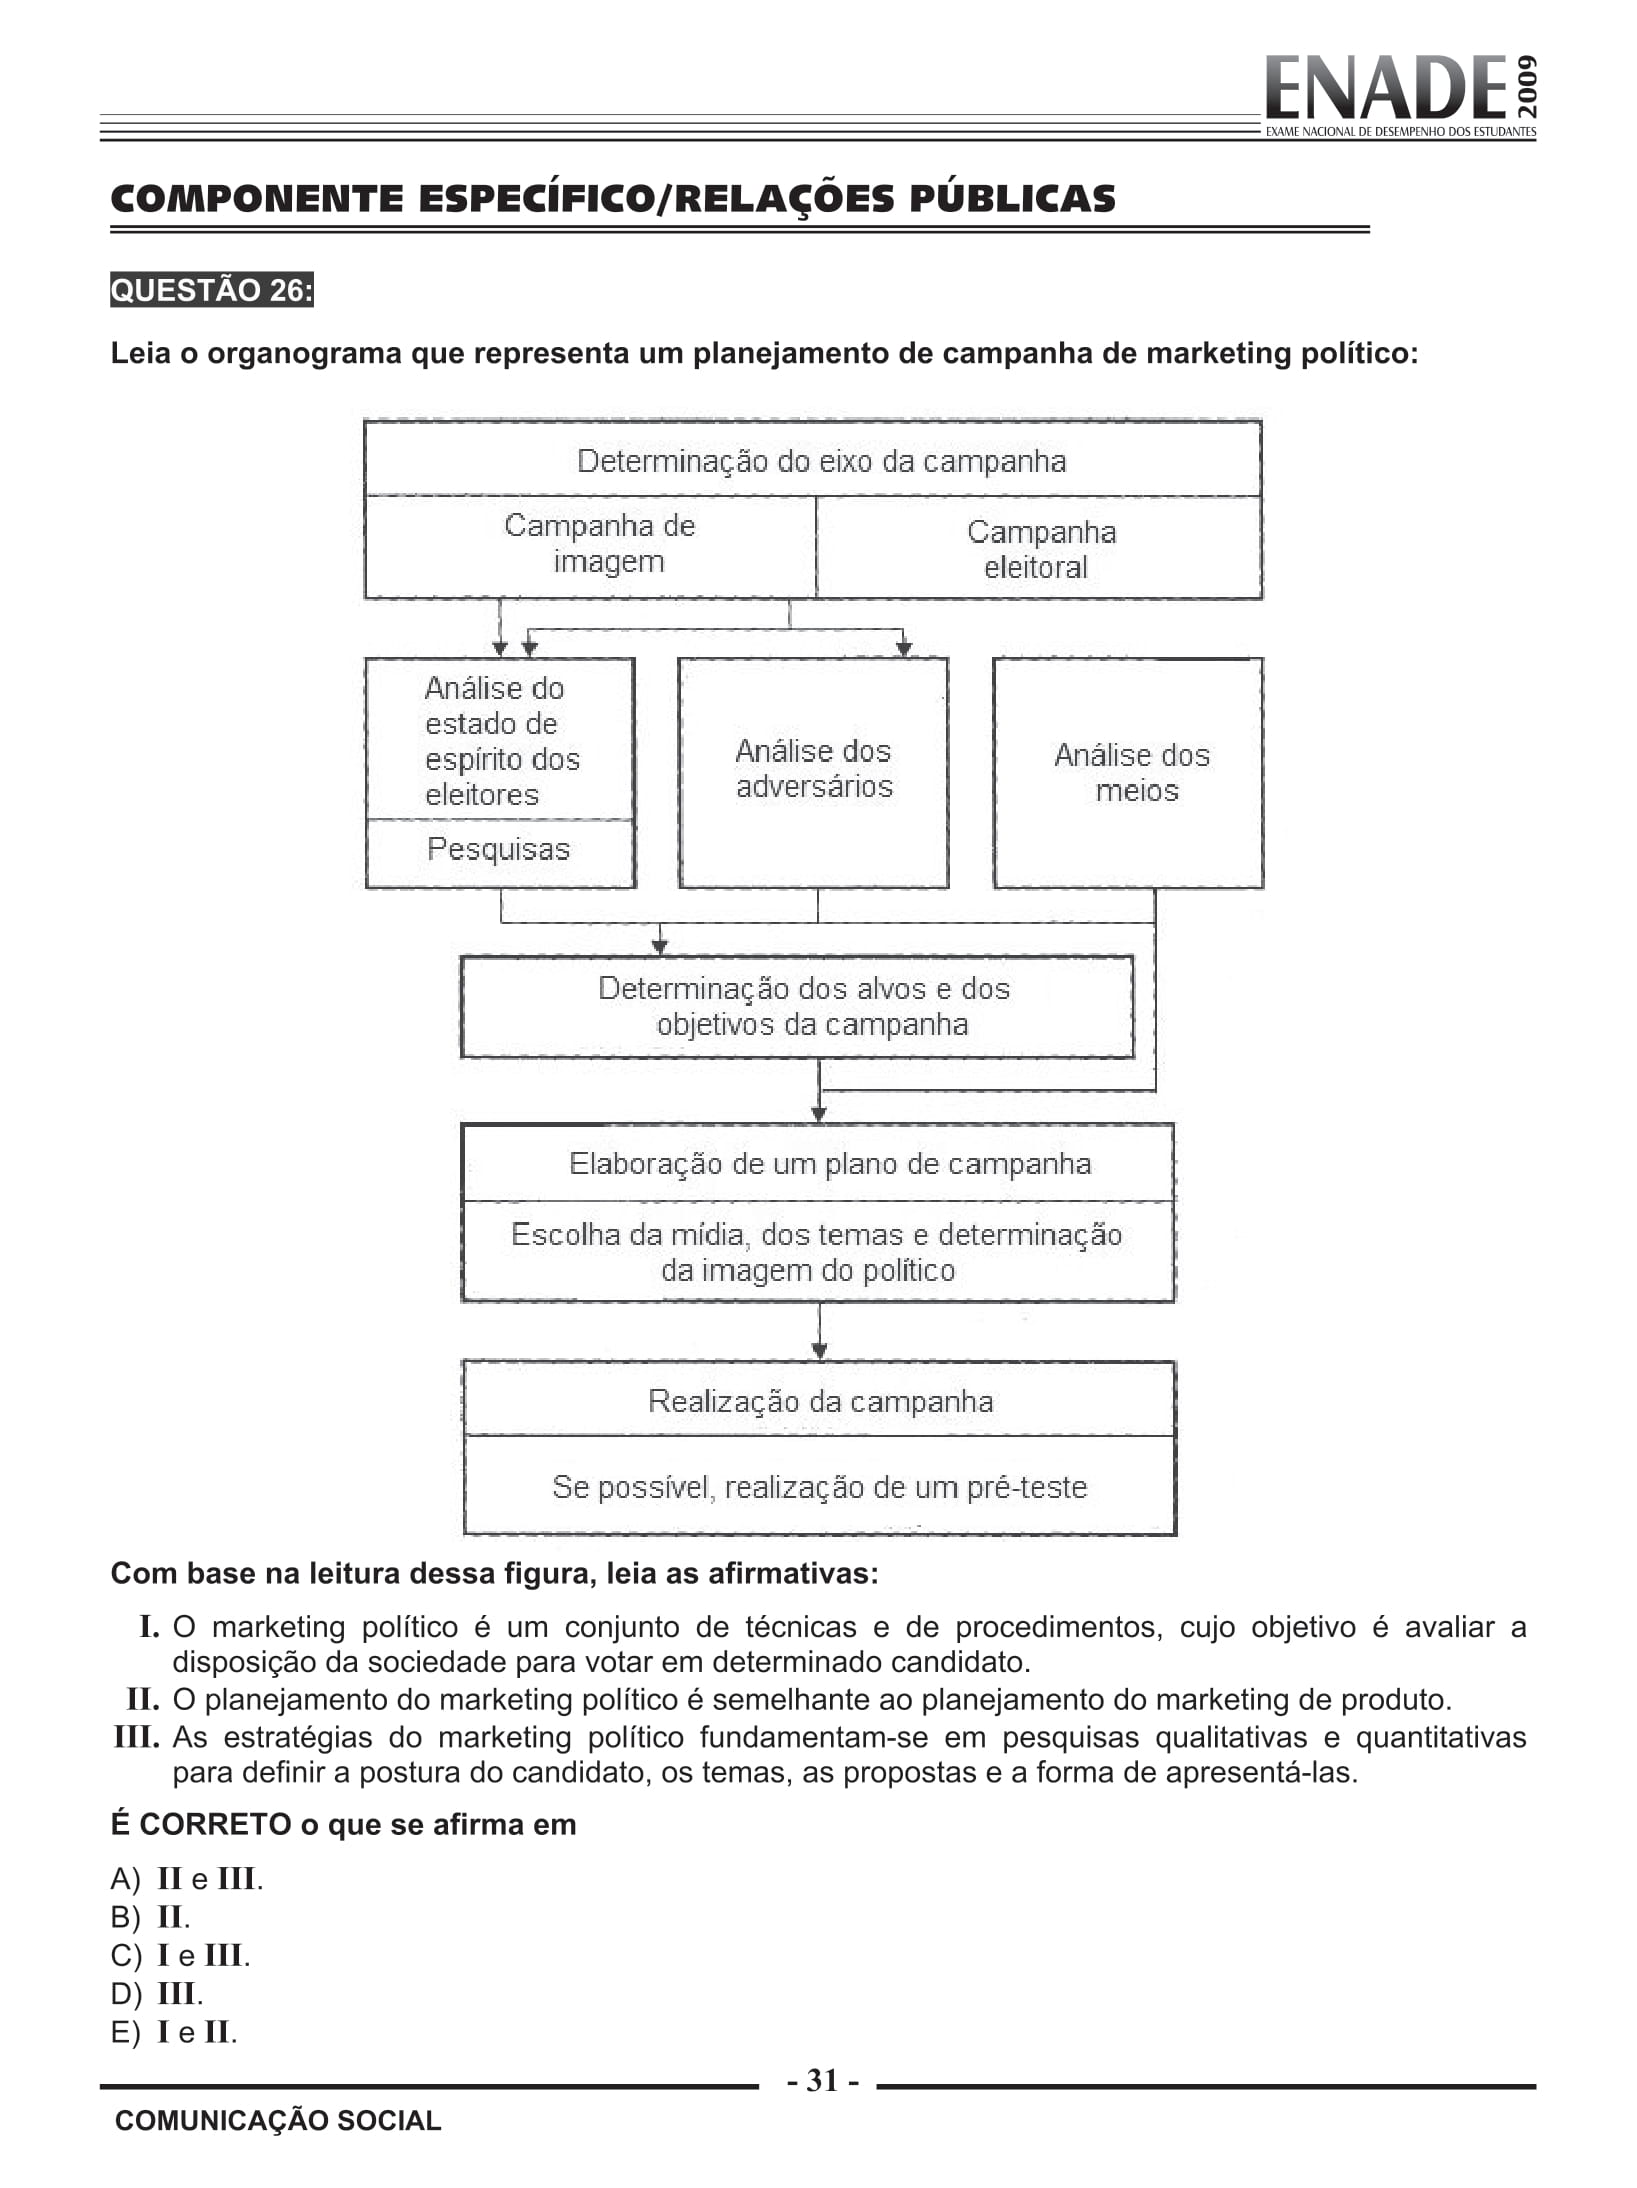 ENADE 2009
EXAME NACIONAL DE DESEMPENHO DOS ESTUDANTES
COMPONENTE ESPECÍFICO/RELAÇÕES PÚBLICAS
QUESTÃO 26:
Leia o organograma que representa um planejamento de campanha de marketing político:
Determinação do eixo da campanha
Campanha de
imagem
Campanha
eleitoral
Análise do
estado de
espírito dos
eleitores
Pesquisas
Análise dos
adversários
Análise dos
meios
Determinação dos alvos e dos
objetivos da campanha
Elaboração de um plano de campanha
Escolha da mídia, dos temas e determinação
da imagem do político
Realização da campanha
Se possível, realização de um pré-teste
Com base na leitura dessa figura, leia as afirmativas:
I. O marketing político é um conjunto de técnicas e de procedimentos, cujo objetivo é avaliar a
disposição da sociedade para votar em determinado candidato.
II. O planejamento do marketing político é semelhante ao planejamento do marketing de produto.
III. As estratégias do marketing político fundamentam-se em pesquisas qualitativas e quantitativas
para definir a postura do candidato, os temas, as propostas e a forma de apresentá-las.
É CORRETO o que se afirma em
A) II e III.
B) II.
C) I e III.
D) III.
E) I e II.
- 31 -
COMUNICAÇÃO SOCIAL